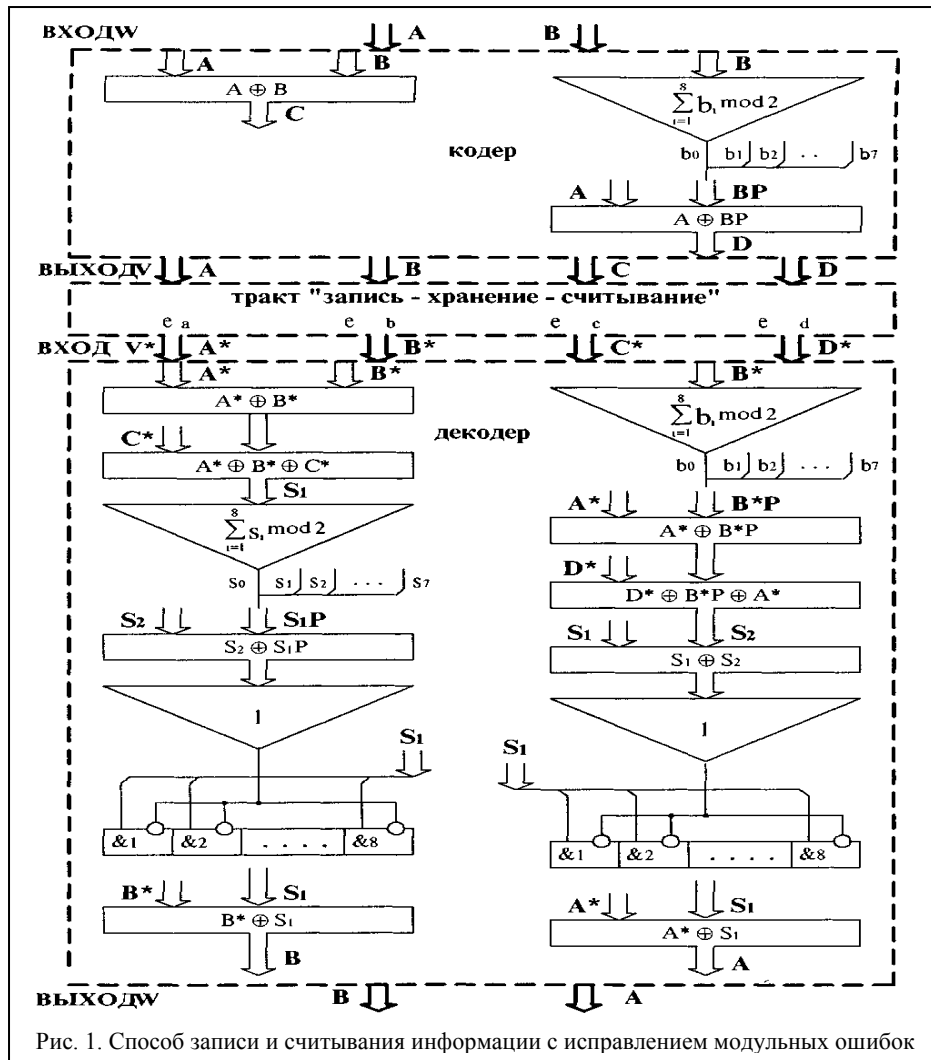 ВХОДW A B
A B B
A ⊕ B
C
8
∑ bᵢ mod 2
i=1
кодер
b0 b1 b2 . . b7
A BP
A ⊕ BP
D
ВЫХОДV A B C D
тракт "запись - хранение - считывание"
e a e b e c e d
ВХОД V* A* B* C* D*
A* B* B*
A* ⊕ B*
8
∑ bᵢ mod 2
i=1
декодер
C*
A* ⊕ B* ⊕ C*
S1
b0 b1 b2 . . . b7
8
∑ Sᵢ mod 2
i=1
A* B*P
A* ⊕ B*P
S0 S1 S2 . . . S7
D*
D* ⊕ B*P ⊕ A*
S2 S1P
S2 ⊕ S1P
S1 S2
S1 ⊕ S2
1
1
S1
S1
&1 &2 . . . . &8
&1 &2 . . . . &8
B* S1
B* ⊕ S1
B
A* S1
A* ⊕ S1
A
ВЫХОДW B A
Рис. 1. Способ записи и считывания информации с исправлением модульных ошибок